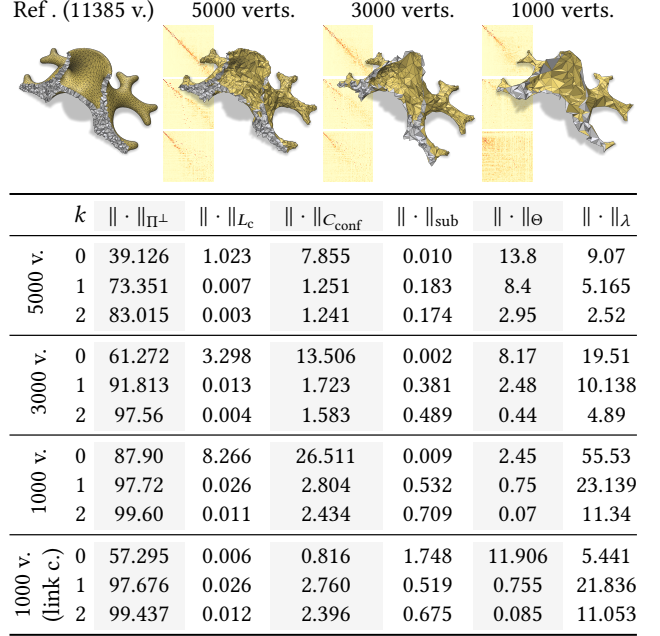 Ref . (11385 v.) 5000 verts. 3000 verts. 1000 verts.
k ∥ · ∥Π⊥ ∥ · ∥Lc ∥ · ∥Cconf ∥ · ∥sub ∥ · ∥Θ ∥ · ∥λ
5000 v.
0 39.126 1.023 7.855 0.010 13.8 9.07
1 73.351 0.007 1.251 0.183 8.4 5.165
2 83.015 0.003 1.241 0.174 2.95 2.52
3000 v.
0 61.272 3.298 13.506 0.002 8.17 19.51
1 91.813 0.013 1.723 0.381 2.48 10.138
2 97.56 0.004 1.583 0.489 0.44 4.89
1000 v.
0 87.90 8.266 26.511 0.009 2.45 55.53
1 97.72 0.026 2.804 0.532 0.75 23.139
2 99.60 0.011 2.434 0.709 0.07 11.34
1000 v.
(link c.)
0 57.295 0.006 0.816 1.748 11.906 5.441
1 97.676 0.026 2.760 0.519 0.755 21.836
2 99.437 0.012 2.396 0.675 0.085 11.053